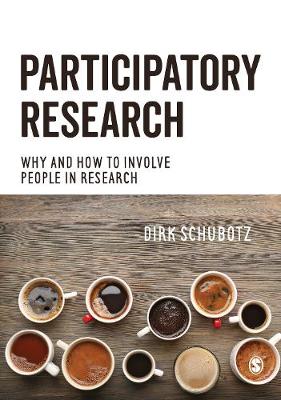 PARTICIPATORY
RESEARCH
WHY AND HOW TO INVOLVE
PEOPLE IN RESEARCH
DIRK SCHUBOTZ
S